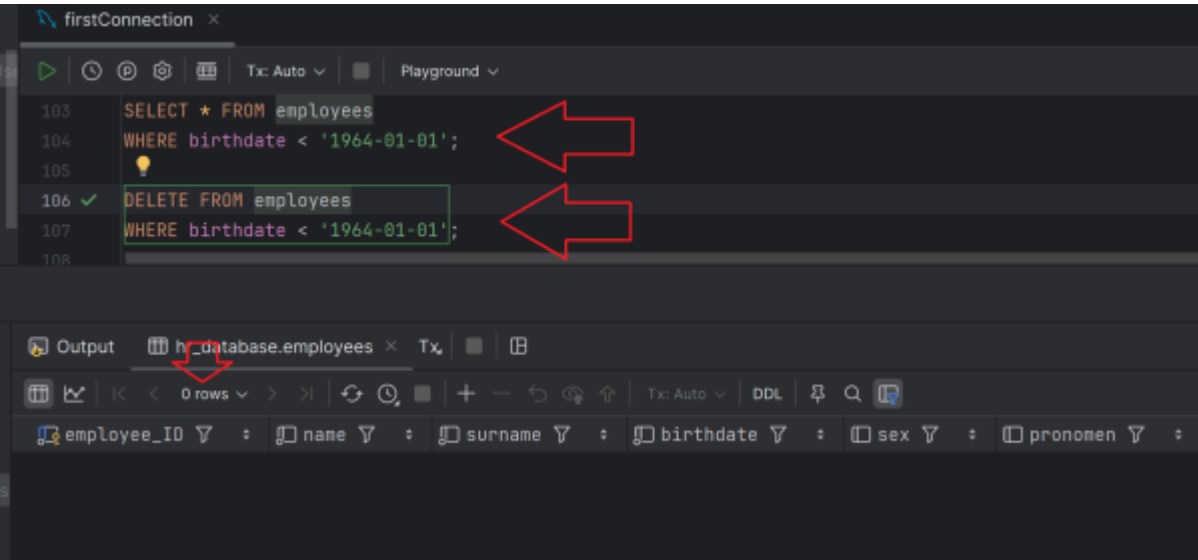 firstConnection ×
Tx: Auto
Playground
103 SELECT * FROM employees
104 WHERE birthdate < '1964-01-01';
105
106 DELETE FROM employees
107 WHERE birthdate < '1964-01-01';
108
Output
hr_database.employees ×
Tx
0 rows
Tx: Auto
DDL
employee_ID
name
surname
birthdate
sex
pronomen